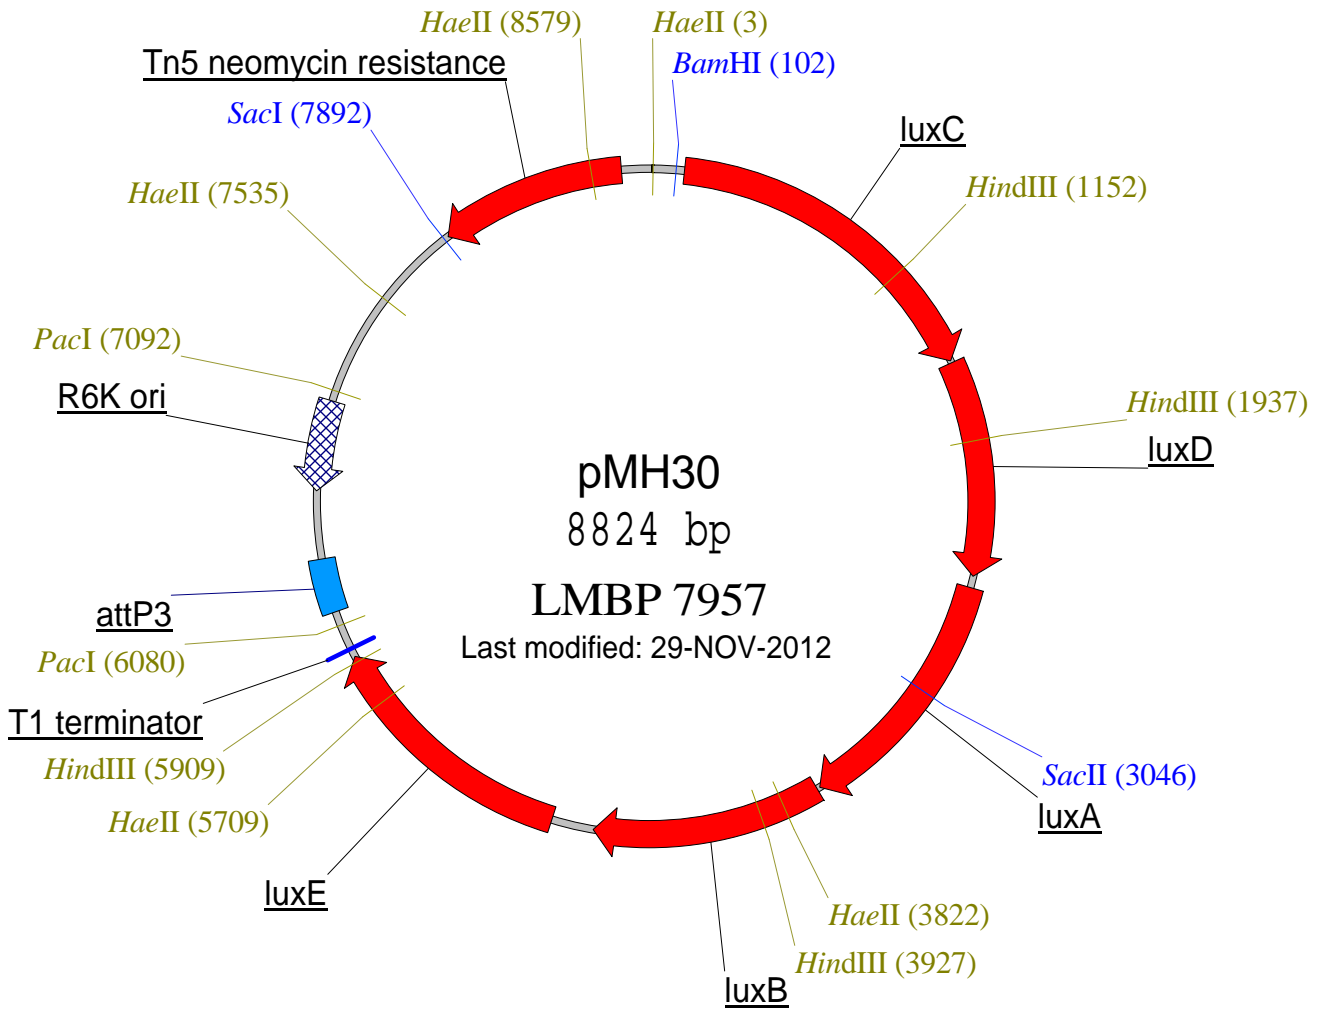 HaeII (8579)
HaeII (3)
Tn5 neomycin resistance
BamHI (102)
SacI (7892)
luxC
HaeII (7535)
HindIII (1152)
PacI (7092)
R6K ori
HindIII (1937)
luxD
pMH30
8824 bp
LMBP 7957
Last modified: 29-NOV-2012
attP3
PacI (6080)
T1 terminator
HindIII (5909)
SacII (3046)
HaeII (5709)
luxA
luxE
HaeII (3822)
HindIII (3927)
luxB